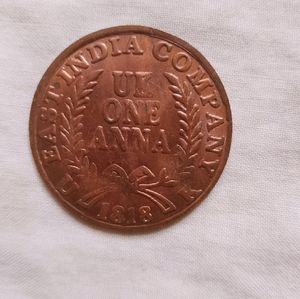 EAST INDIA COMPANY
UK
ONE
ANNA
U K
1818